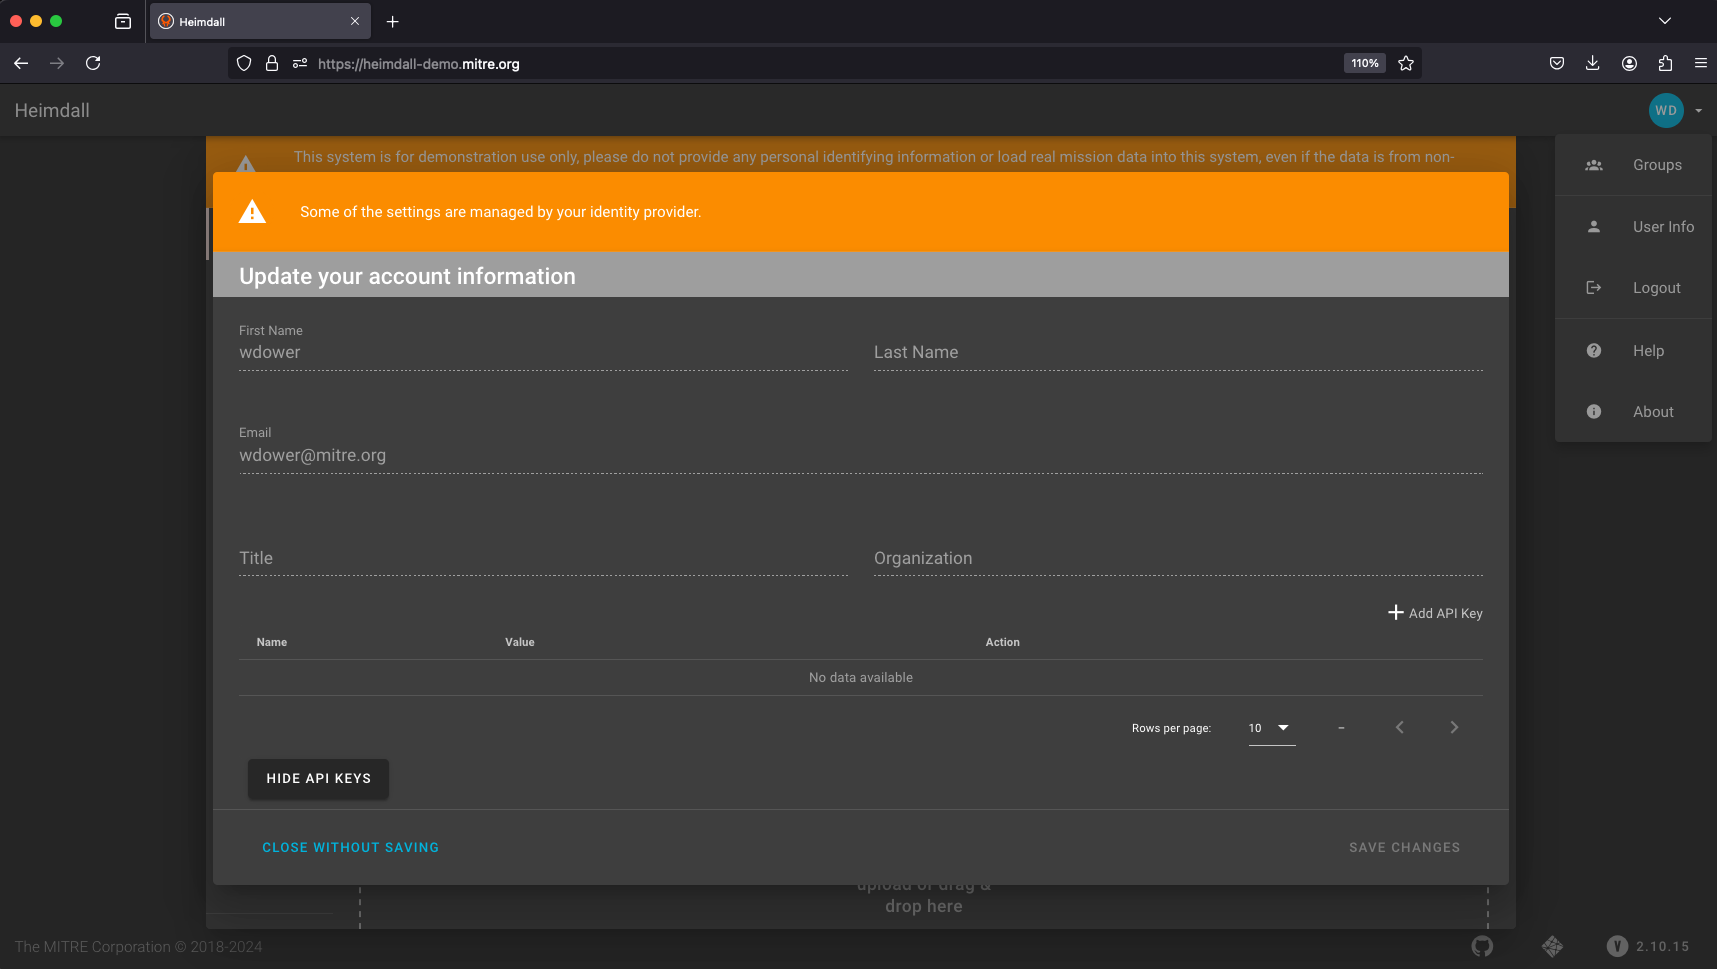 Heimdall
https://heimdall-demo.mitre.org
110%
Heimdall
WD
This system is for demonstration use only, please do not provide any personal identifying information or load real mission data into this system, even if the data is from non-
Groups
User Info
Logout
Help
About
Some of the settings are managed by your identity provider.
Update your account information
First Name
wdower
Last Name
Email
wdower@mitre.org
Title
Organization
Add API Key
Name Value Action
No data available
Rows per page: 10 –
HIDE API KEYS
CLOSE WITHOUT SAVING
SAVE CHANGES
upload or drag &
drop here
The MITRE Corporation © 2018-2024
V 2.10.15